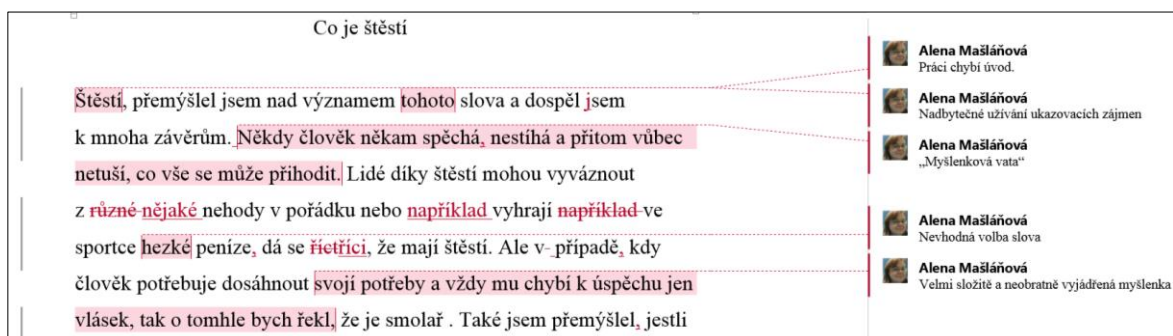 Co je štěstí
Štěstí, přemýšlel jsem nad významem tohoto slova a dospěl jsem
k mnoha závěrům. Někdy člověk někam spěchá, nestíhá a přitom vůbec
netuší, co vše se může přihodit. Lidé díky štěstí mohou vyváznout
z různé nějaké nehody v pořádku nebo například vyhrají například ve
sportce hezké peníze, dá se říctříci, že mají štěstí. Ale v- případě, kdy
člověk potřebuje dosáhnout svojí potřeby a vždy mu chybí k úspěchu jen
vlásek, tak o tomhle bych řekl, že je smolař . Také jsem přemýšlel, jestli
Alena Mašláňová
Práci chybí úvod.
Alena Mašláňová
Nadbytečné užívání ukazovacích zájmen
Alena Mašláňová
„Myšlenková vata“
Alena Mašláňová
Nevhodná volba slova
Alena Mašláňová
Velmi složitě a neobratně vyjádřená myšlenka